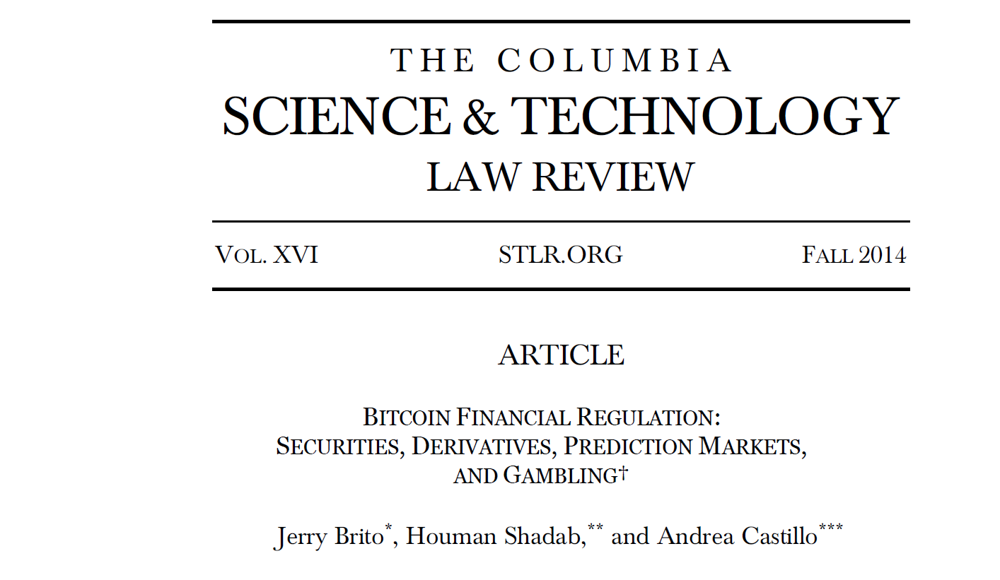 THE COLUMBIA
SCIENCE & TECHNOLOGY
LAW REVIEW
VOL. XVI STLR.ORG FALL 2014
ARTICLE
BITCOIN FINANCIAL REGULATION:
SECURITIES, DERIVATIVES, PREDICTION MARKETS,
AND GAMBLING†
Jerry Brito*, Houman Shadab,** and Andrea Castillo***